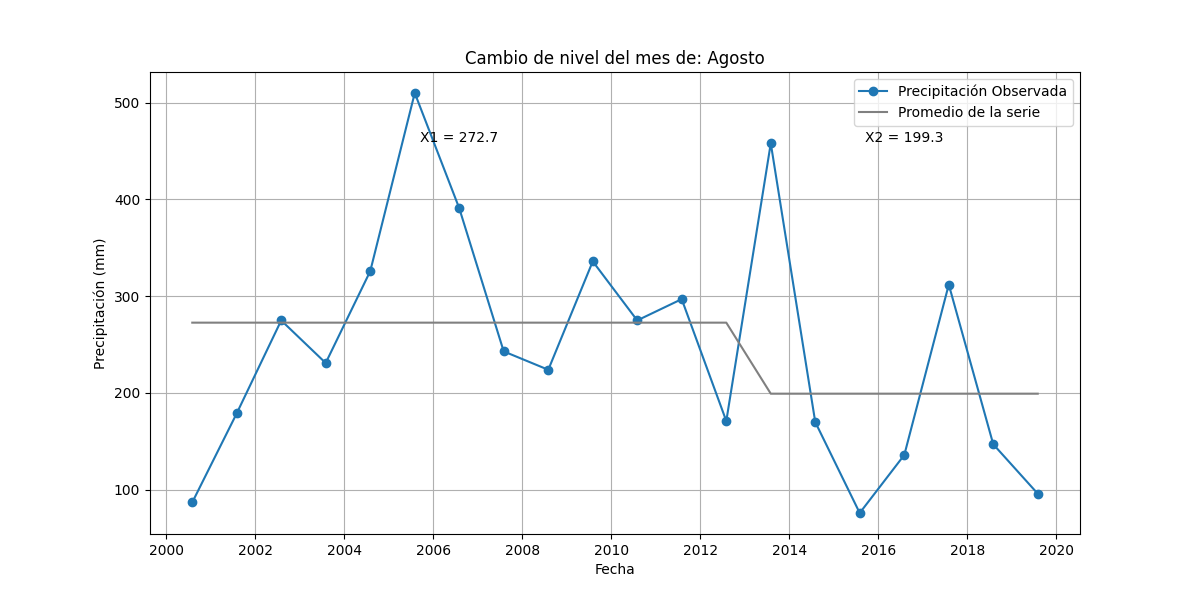 Cambio de nivel del mes de: Agosto
Precipitación Observada
Promedio de la serie
X1 = 272.7
X2 = 199.3
Precipitación (mm)
500
400
300
200
100
2000 2002 2004 2006 2008 2010 2012 2014 2016 2018 2020
Fecha